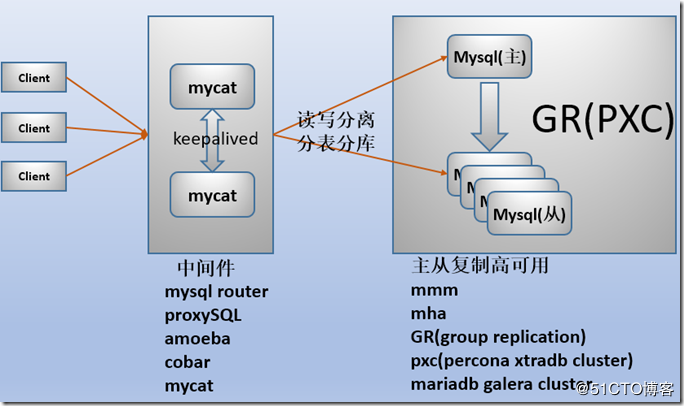 Client
Client
Client
mycat
keepalived
mycat
读写分离
分表分库
Mysql(主)
GR(PXC)
M
M
M
Mysql(从)
中间件
mysql router
proxySQL
amoeba
cobar
mycat
主从复制高可用
mmm
mha
GR(group replication)
pxc(percona xtradb cluster)
mariadb galera cluster
@51CTO博客